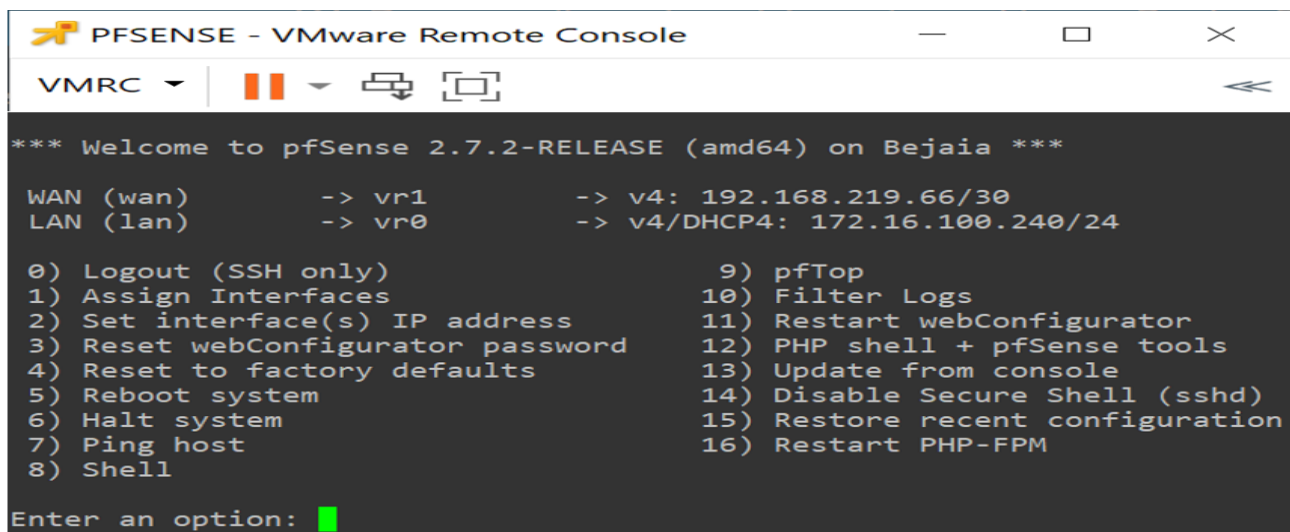 PFSENSE - VMware Remote Console
VMRC
*** Welcome to pfSense 2.7.2-RELEASE (amd64) on Bejaia ***
WAN (wan) -> vr1 -> v4: 192.168.219.66/30
LAN (lan) -> vr0 -> v4/DHCP4: 172.16.100.240/24
0) Logout (SSH only) 9) pfTop
1) Assign Interfaces 10) Filter Logs
2) Set interface(s) IP address 11) Restart webConfigurator
3) Reset webConfigurator password 12) PHP shell + pfSense tools
4) Reset to factory defaults 13) Update from console
5) Reboot system 14) Disable Secure Shell (sshd)
6) Halt system 15) Restore recent configuration
7) Ping host 16) Restart PHP-FPM
8) Shell
Enter an option: